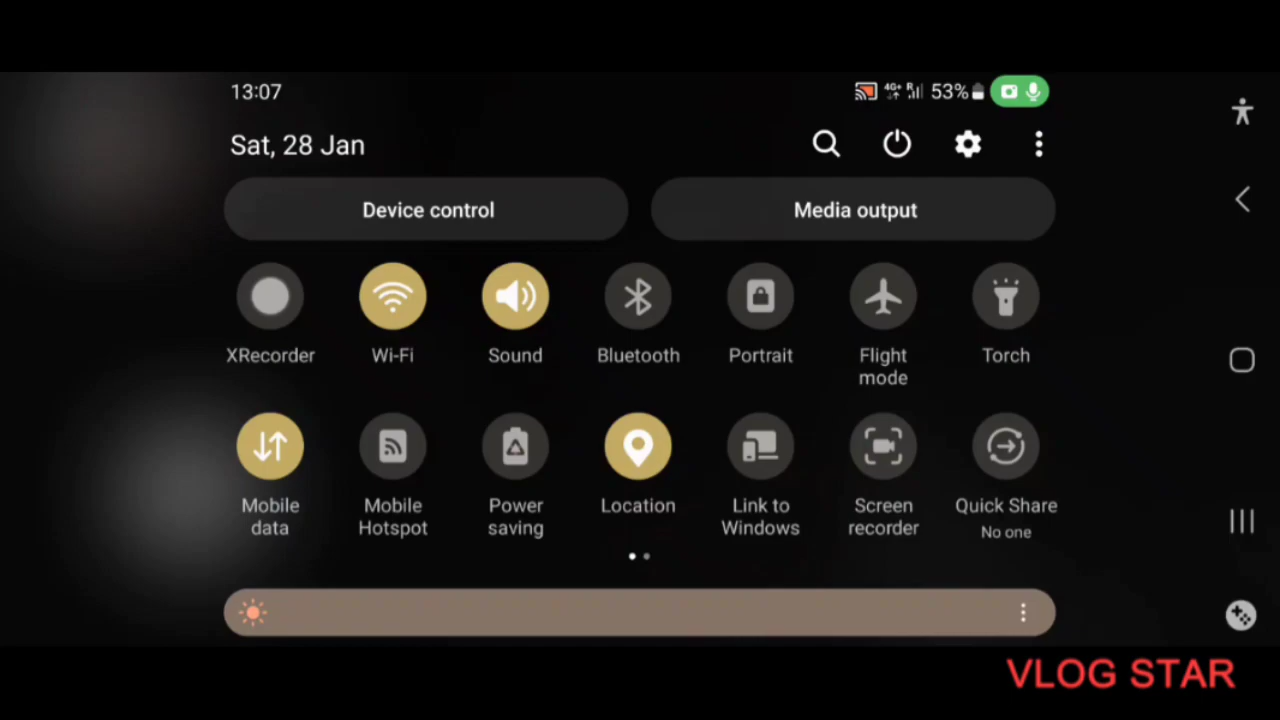 13:07
4G+ R 53%
Sat, 28 Jan
Device control
Media output
XRecorder
Wi-Fi
Sound
Bluetooth
Portrait
Flight
mode
Torch
Mobile
data
Mobile
Hotspot
Power
saving
Location
Link to
Windows
Screen
recorder
Quick Share
No one
VLOG STAR